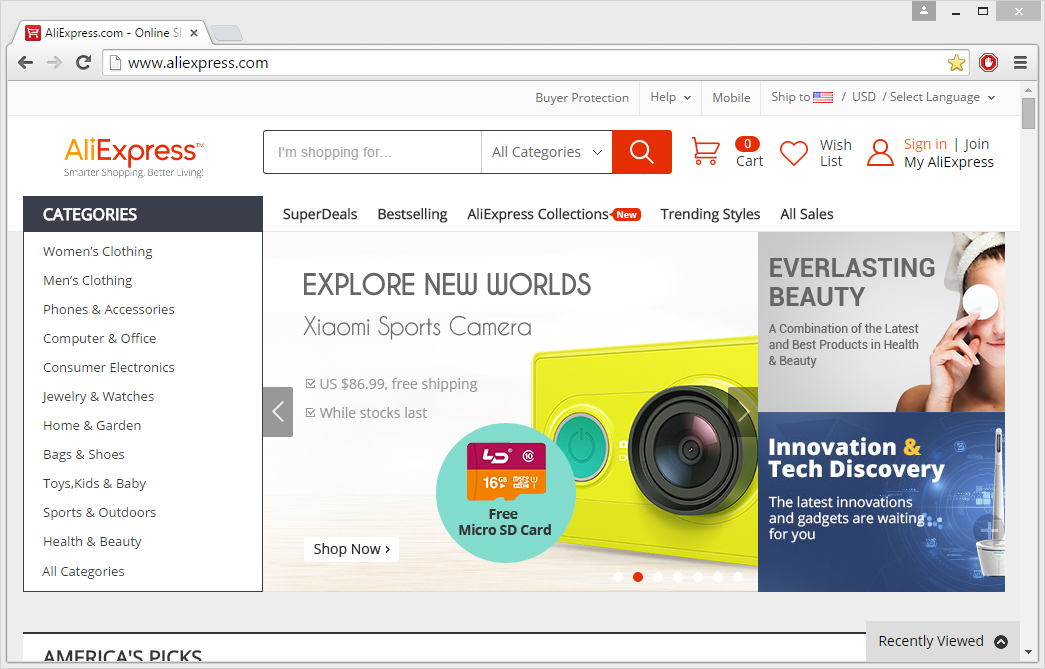 AliExpress.com - Online Sl
www.aliexpress.com
Buyer Protection
Help
Mobile
Ship to / USD / Select Language
AliExpress™
Smarter Shopping, Better Living!
I'm shopping for...
All Categories
0
Cart
Wish
List
Sign in | Join
My AliExpress
CATEGORIES
SuperDeals
Bestselling
AliExpress Collections New
Trending Styles
All Sales
Women's Clothing
Men's Clothing
Phones & Accessories
Computer & Office
Consumer Electronics
Jewelry & Watches
Home & Garden
Bags & Shoes
Toys,Kids & Baby
Sports & Outdoors
Health & Beauty
All Categories
EXPLORE NEW WORLDS
Xiaomi Sports Camera
US $86.99, free shipping
While stocks last
LD
10
16GB
Free
Micro SD Card
Shop Now ›
EVERLASTING
BEAUTY
A Combination of the Latest
and Best Products in Health
& Beauty
Innovation &
Tech Discovery
The latest innovations
and gadgets are waiting
for you
AMERICA'S PICKS
Recently Viewed